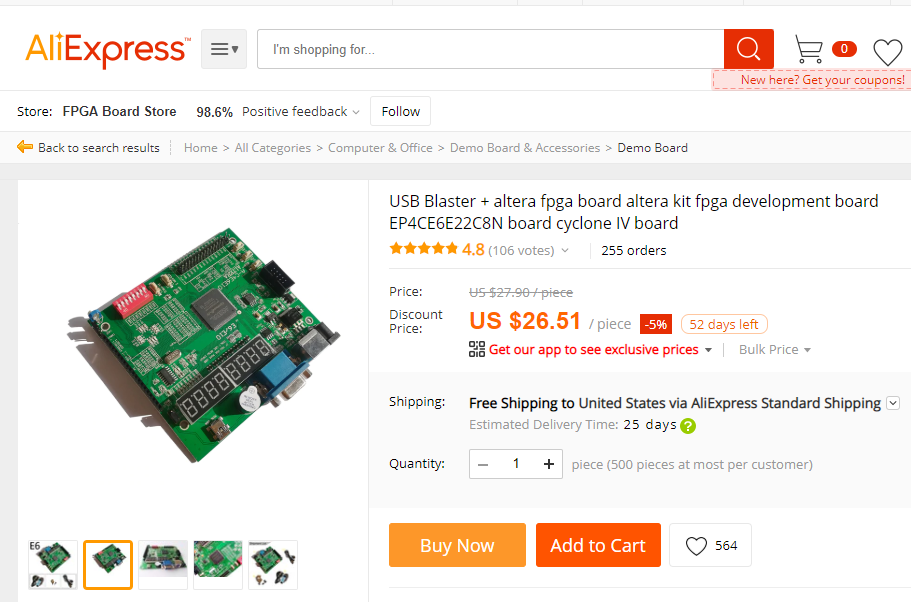 AliExpress™
I'm shopping for...
0
New here? Get your coupons!
Store: FPGA Board Store 98.6% Positive feedback Follow
Back to search results Home > All Categories > Computer & Office > Demo Board & Accessories > Demo Board
USB Blaster + altera fpga board altera kit fpga development board
EP4CE6E22C8N board cyclone IV board
4.8 (106 votes) 255 orders
Price: US $27.90 / piece
Discount
Price: US $26.51 / piece -5% 52 days left
Get our app to see exclusive prices Bulk Price
Shipping: Free Shipping to United States via AliExpress Standard Shipping
Estimated Delivery Time: 25 days ?
Quantity: – 1 + piece (500 pieces at most per customer)
E6
Buy Now Add to Cart 564